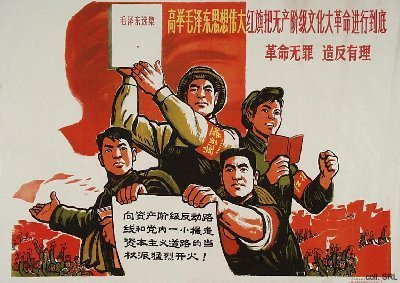 毛泽东选集
高举毛泽东思想伟大红旗把无产阶级文化大革命进行到底
革命无罪 造反有理
向资产阶级反动路
线和党内一小撮走
资本主义道路的当
权派猛烈开火！
coll. SRL